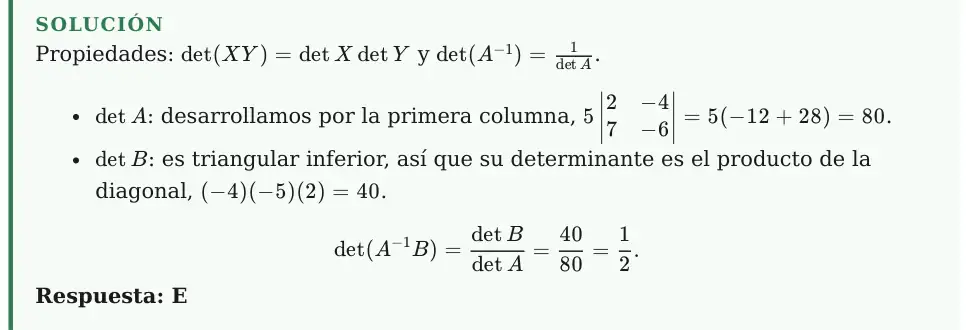 SOLUCIÓN
Propiedades: det(XY) = det X det Y y det(A⁻¹) = 1/det A.
• det A: desarrollamos por la primera columna, 5 |2 −4; 7 −6| = 5(−12 + 28) = 80.
• det B: es triangular inferior, así que su determinante es el producto de la
diagonal, (−4)(−5)(2) = 40.
det(A⁻¹B) = det B/det A = 40/80 = 1/2.
Respuesta: E